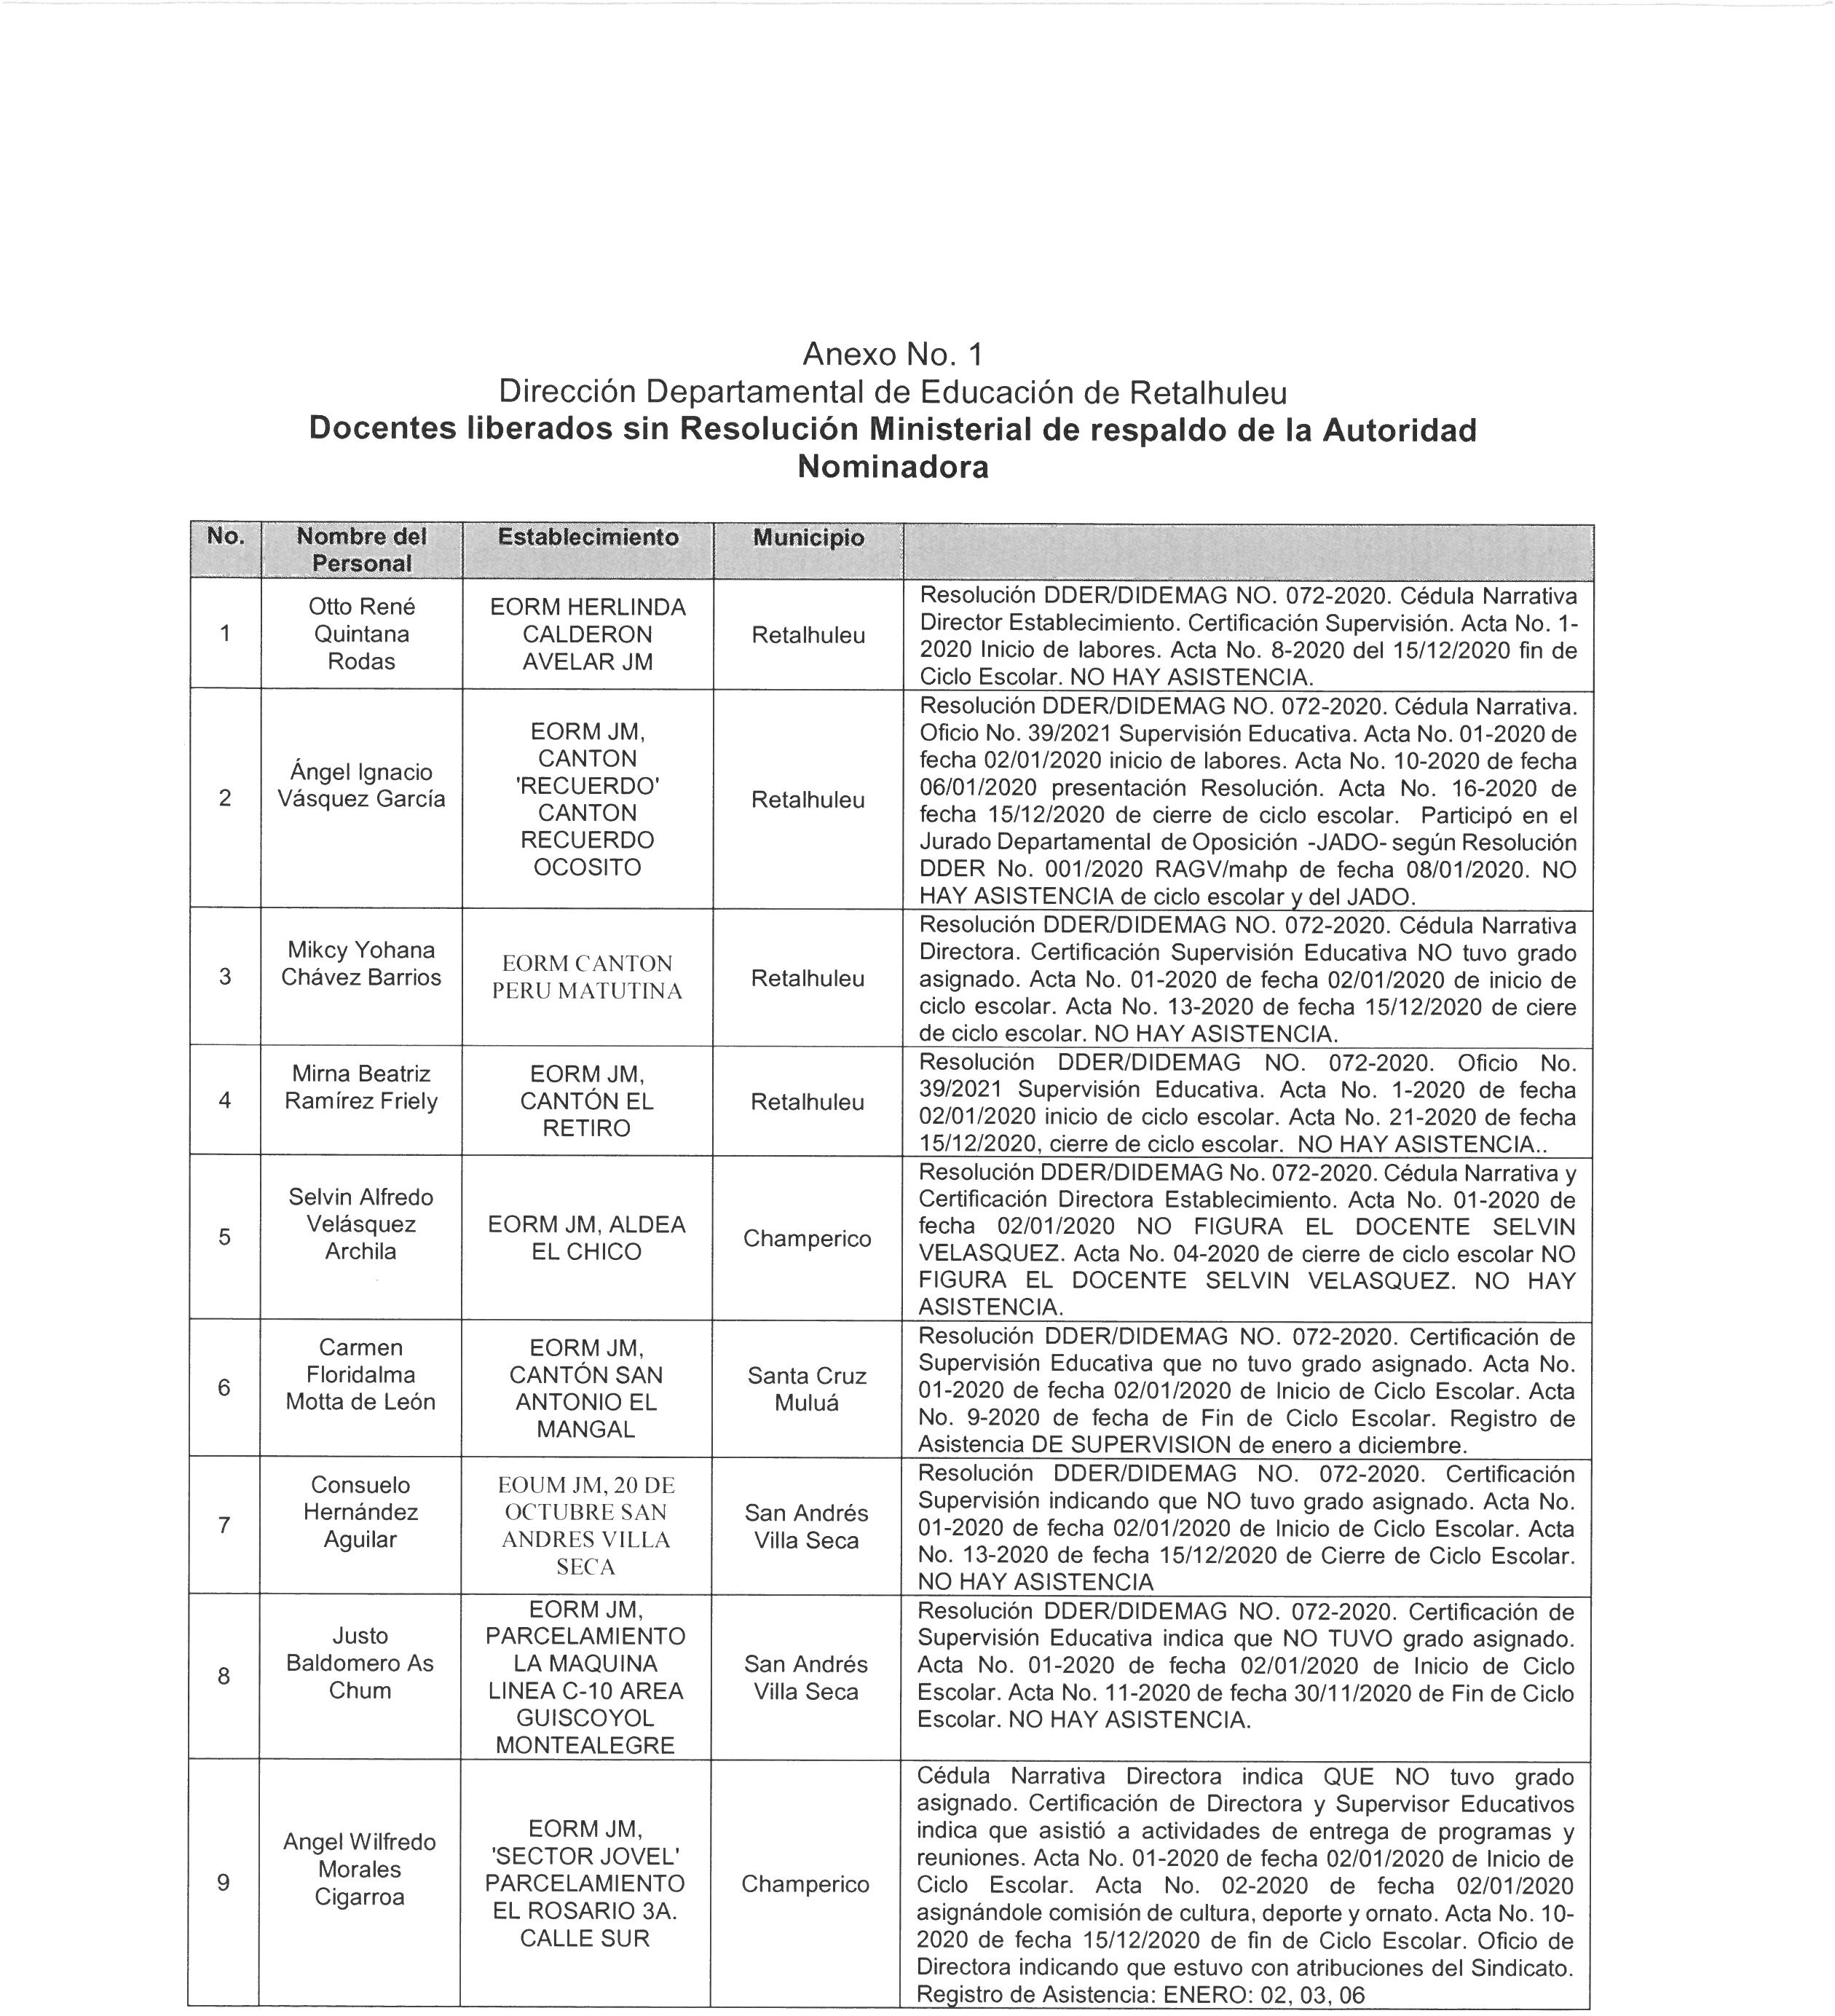 Anexo No. 1
Dirección Departamental de Educación de Retalhuleu
Docentes liberados sin Resolución Ministerial de respaldo de la Autoridad
Nominadora
No.
Nombre del
Personal
Establecimiento
Municipio
1
Otto René
Quintana
Rodas
EORM HERLINDA
CALDERON
AVELAR JM
Retalhuleu
Resolución DDER/DIDEMAG NO. 072-2020. Cédula Narrativa
Director Establecimiento. Certificación Supervisión. Acta No. 1-
2020 Inicio de labores. Acta No. 8-2020 del 15/12/2020 fin de
Ciclo Escolar. NO HAY ASISTENCIA.
2
Ángel Ignacio
Vásquez García
EORM JM,
CANTON
'RECUERDO'
CANTON
RECUERDO
OCOSITO
Retalhuleu
Resolución DDER/DIDEMAG NO. 072-2020. Cédula Narrativa.
Oficio No. 39/2021 Supervisión Educativa. Acta No. 01-2020 de
fecha 02/01/2020 inicio de labores. Acta No. 10-2020 de fecha
06/01/2020 presentación Resolución. Acta No. 16-2020 de
fecha 15/12/2020 de cierre de ciclo escolar. Participó en el
Jurado Departamental de Oposición -JADO- según Resolución
DDER No. 001/2020 RAGV/mahp de fecha 08/01/2020. NO
HAY ASISTENCIA de ciclo escolar y del JADO.
3
Mikcy Yohana
Chávez Barrios
EORM CANTON
PERU MATUTINA
Retalhuleu
Resolución DDER/DIDEMAG NO. 072-2020. Cédula Narrativa
Directora. Certificación Supervisión Educativa NO tuvo grado
asignado. Acta No. 01-2020 de fecha 02/01/2020 de inicio de
ciclo escolar. Acta No. 13-2020 de fecha 15/12/2020 de ciere
de ciclo escolar. NO HAY ASISTENCIA.
4
Mirna Beatriz
Ramírez Friely
EORM JM,
CANTÓN EL
RETIRO
Retalhuleu
Resolución DDER/DIDEMAG NO. 072-2020. Oficio No.
39/2021 Supervisión Educativa. Acta No. 1-2020 de fecha
02/01/2020 inicio de ciclo escolar. Acta No. 21-2020 de fecha
15/12/2020, cierre de ciclo escolar. NO HAY ASISTENCIA..
5
Selvin Alfredo
Velásquez
Archila
EORM JM, ALDEA
EL CHICO
Champerico
Resolución DDER/DIDEMAG No. 072-2020. Cédula Narrativa y
Certificación Directora Establecimiento. Acta No. 01-2020 de
fecha 02/01/2020 NO FIGURA EL DOCENTE SELVIN
VELASQUEZ. Acta No. 04-2020 de cierre de ciclo escolar NO
FIGURA EL DOCENTE SELVIN VELASQUEZ. NO HAY
ASISTENCIA.
6
Carmen
Floridalma
Motta de León
EORM JM,
CANTÓN SAN
ANTONIO EL
MANGAL
Santa Cruz
Muluá
Resolución DDER/DIDEMAG NO. 072-2020. Certificación de
Supervisión Educativa que no tuvo grado asignado. Acta No.
01-2020 de fecha 02/01/2020 de Inicio de Ciclo Escolar. Acta
No. 9-2020 de fecha de Fin de Ciclo Escolar. Registro de
Asistencia DE SUPERVISION de enero a diciembre.
7
Consuelo
Hernández
Aguilar
EOUM JM, 20 DE
OCTUBRE SAN
ANDRES VILLA
SECA
San Andrés
Villa Seca
Resolución DDER/DIDEMAG NO. 072-2020. Certificación
Supervisión indicando que NO tuvo grado asignado. Acta No.
01-2020 de fecha 02/01/2020 de Inicio de Ciclo Escolar. Acta
No. 13-2020 de fecha 15/12/2020 de Cierre de Ciclo Escolar.
NO HAY ASISTENCIA
8
Justo
Baldomero As
Chum
EORM JM,
PARCELAMIENTO
LA MAQUINA
LINEA C-10 AREA
GUISCOYOL
MONTEALEGRE
San Andrés
Villa Seca
Resolución DDER/DIDEMAG NO. 072-2020. Certificación de
Supervisión Educativa indica que NO TUVO grado asignado.
Acta No. 01-2020 de fecha 02/01/2020 de Inicio de Ciclo
Escolar. Acta No. 11-2020 de fecha 30/11/2020 de Fin de Ciclo
Escolar. NO HAY ASISTENCIA.
9
Angel Wilfredo
Morales
Cigarroa
EORM JM,
'SECTOR JOVEL'
PARCELAMIENTO
EL ROSARIO 3A.
CALLE SUR
Champerico
Cédula Narrativa Directora indica QUE NO tuvo grado
asignado. Certificación de Directora y Supervisor Educativos
indica que asistió a actividades de entrega de programas y
reuniones. Acta No. 01-2020 de fecha 02/01/2020 de Inicio de
Ciclo Escolar. Acta No. 02-2020 de fecha 02/01/2020
asignándole comisión de cultura, deporte y ornato. Acta No. 10-
2020 de fecha 15/12/2020 de fin de Ciclo Escolar. Oficio de
Directora indicando que estuvo con atribuciones del Sindicato.
Registro de Asistencia: ENERO: 02, 03, 06